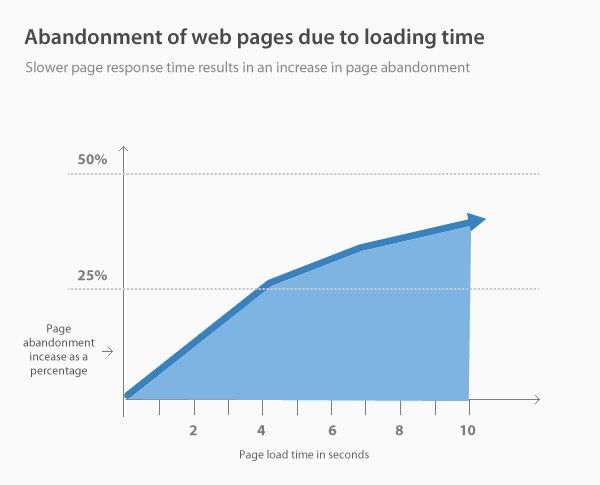 Abandonment of web pages due to loading time
Slower page response time results in an increase in page abandonment
50%
25%
Page
abandonment
incease as a
percentage
2 4 6 8 10
Page load time in seconds